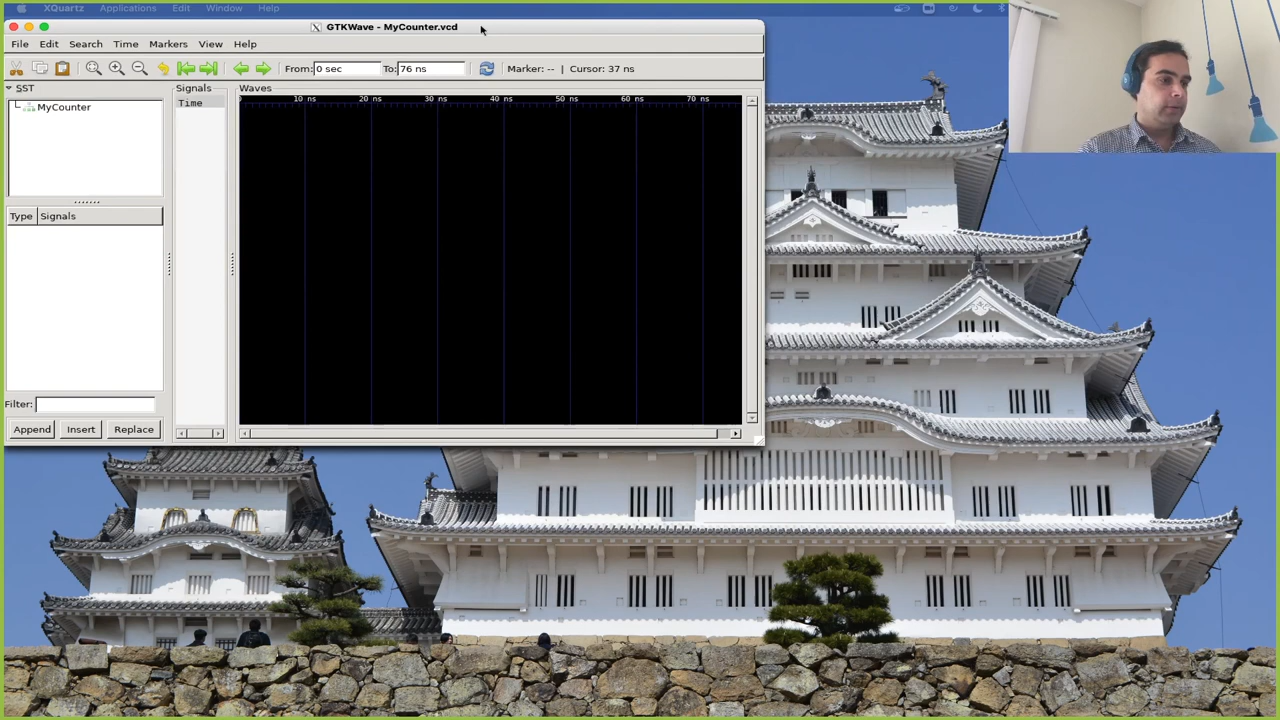 XQuartz Applications Edit Window Help
GTKWave - MyCounter.vcd
File Edit Search Time Markers View Help
From: 0 sec To: 76 ns Marker: -- | Cursor: 37 ns
SST
MyCounter
Type Signals
Filter:
Append Insert Replace
Signals
Time
Waves
10 ns 20 ns 30 ns 40 ns 50 ns 60 ns 70 ns